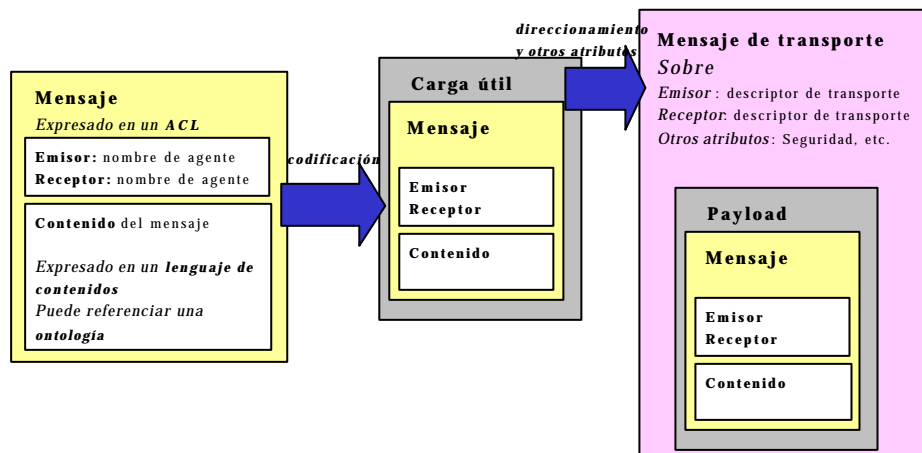 Mensaje
Expresado en un ACL
Emisor: nombre de agente
Receptor: nombre de agente
Contenido del mensaje
Expresado en un lenguaje de
contenidos
Puede referenciar una
ontología
codificación
Carga útil
Mensaje
Emisor
Receptor
Contenido
direccionamiento
y otros atributos
Mensaje de transporte
Sobre
Emisor : descriptor de transporte
Receptor: descriptor de transporte
Otros atributos: Seguridad, etc.
Payload
Mensaje
Emisor
Receptor
Contenido